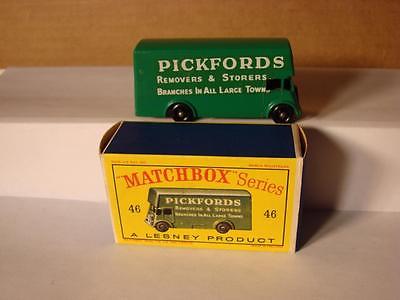 PICKFORDS
REMOVERS & STORERS
BRANCHES IN ALL LARGE TOWNS
"MATCHBOX" Series
46
PICKFORDS
REMOVERS & STORERS
BRANCHES IN ALL LARGE TOWNS
46
A LESNEY PRODUCT